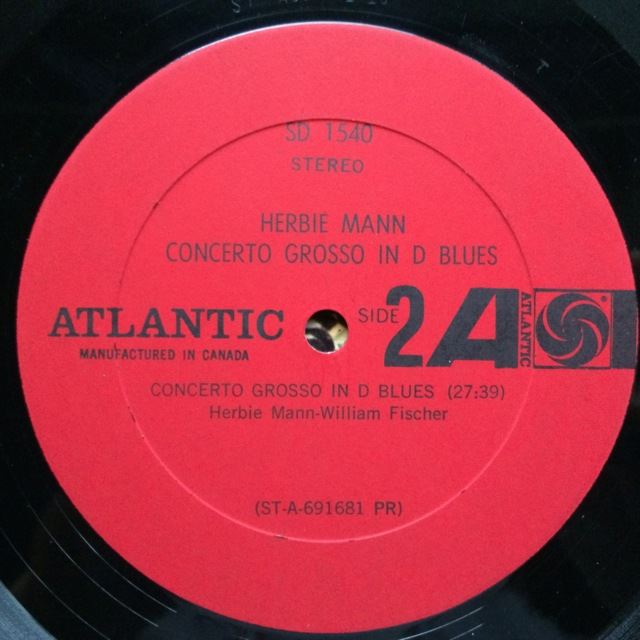 SD 1540
STEREO
HERBIE MANN
CONCERTO GROSSO IN D BLUES
ATLANTIC
MANUFACTURED IN CANADA
SIDE 2
ATLANTIC
CONCERTO GROSSO IN D BLUES (27:39)
Herbie Mann-William Fischer
(ST-A-691681 PR)